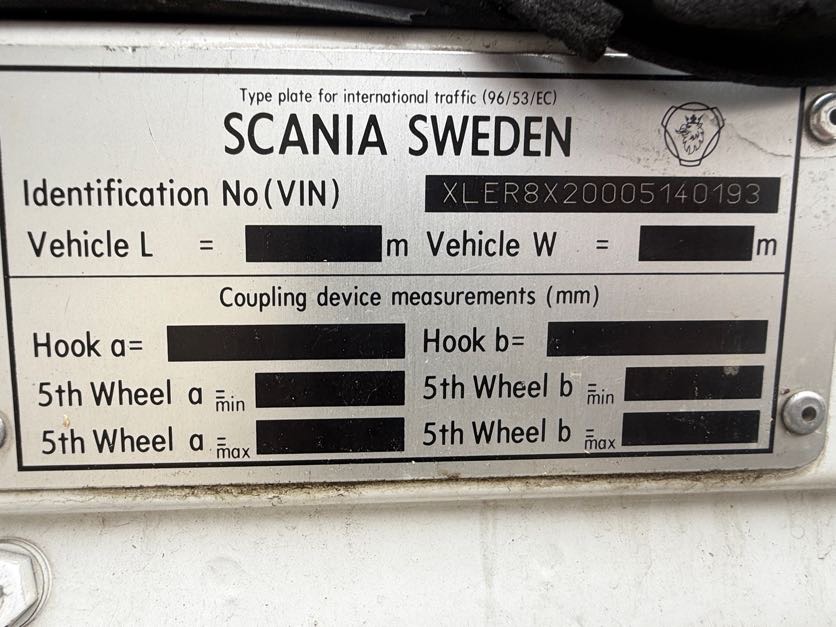 Type plate for international traffic (96/53/EC)
SCANIA SWEDEN
Identification No (VIN) XLER8X20005140193
Vehicle L = m Vehicle W = m
Coupling device measurements (mm)
Hook a= Hook b=
5th Wheel a = min 5th Wheel b = min
5th Wheel a = max 5th Wheel b = max